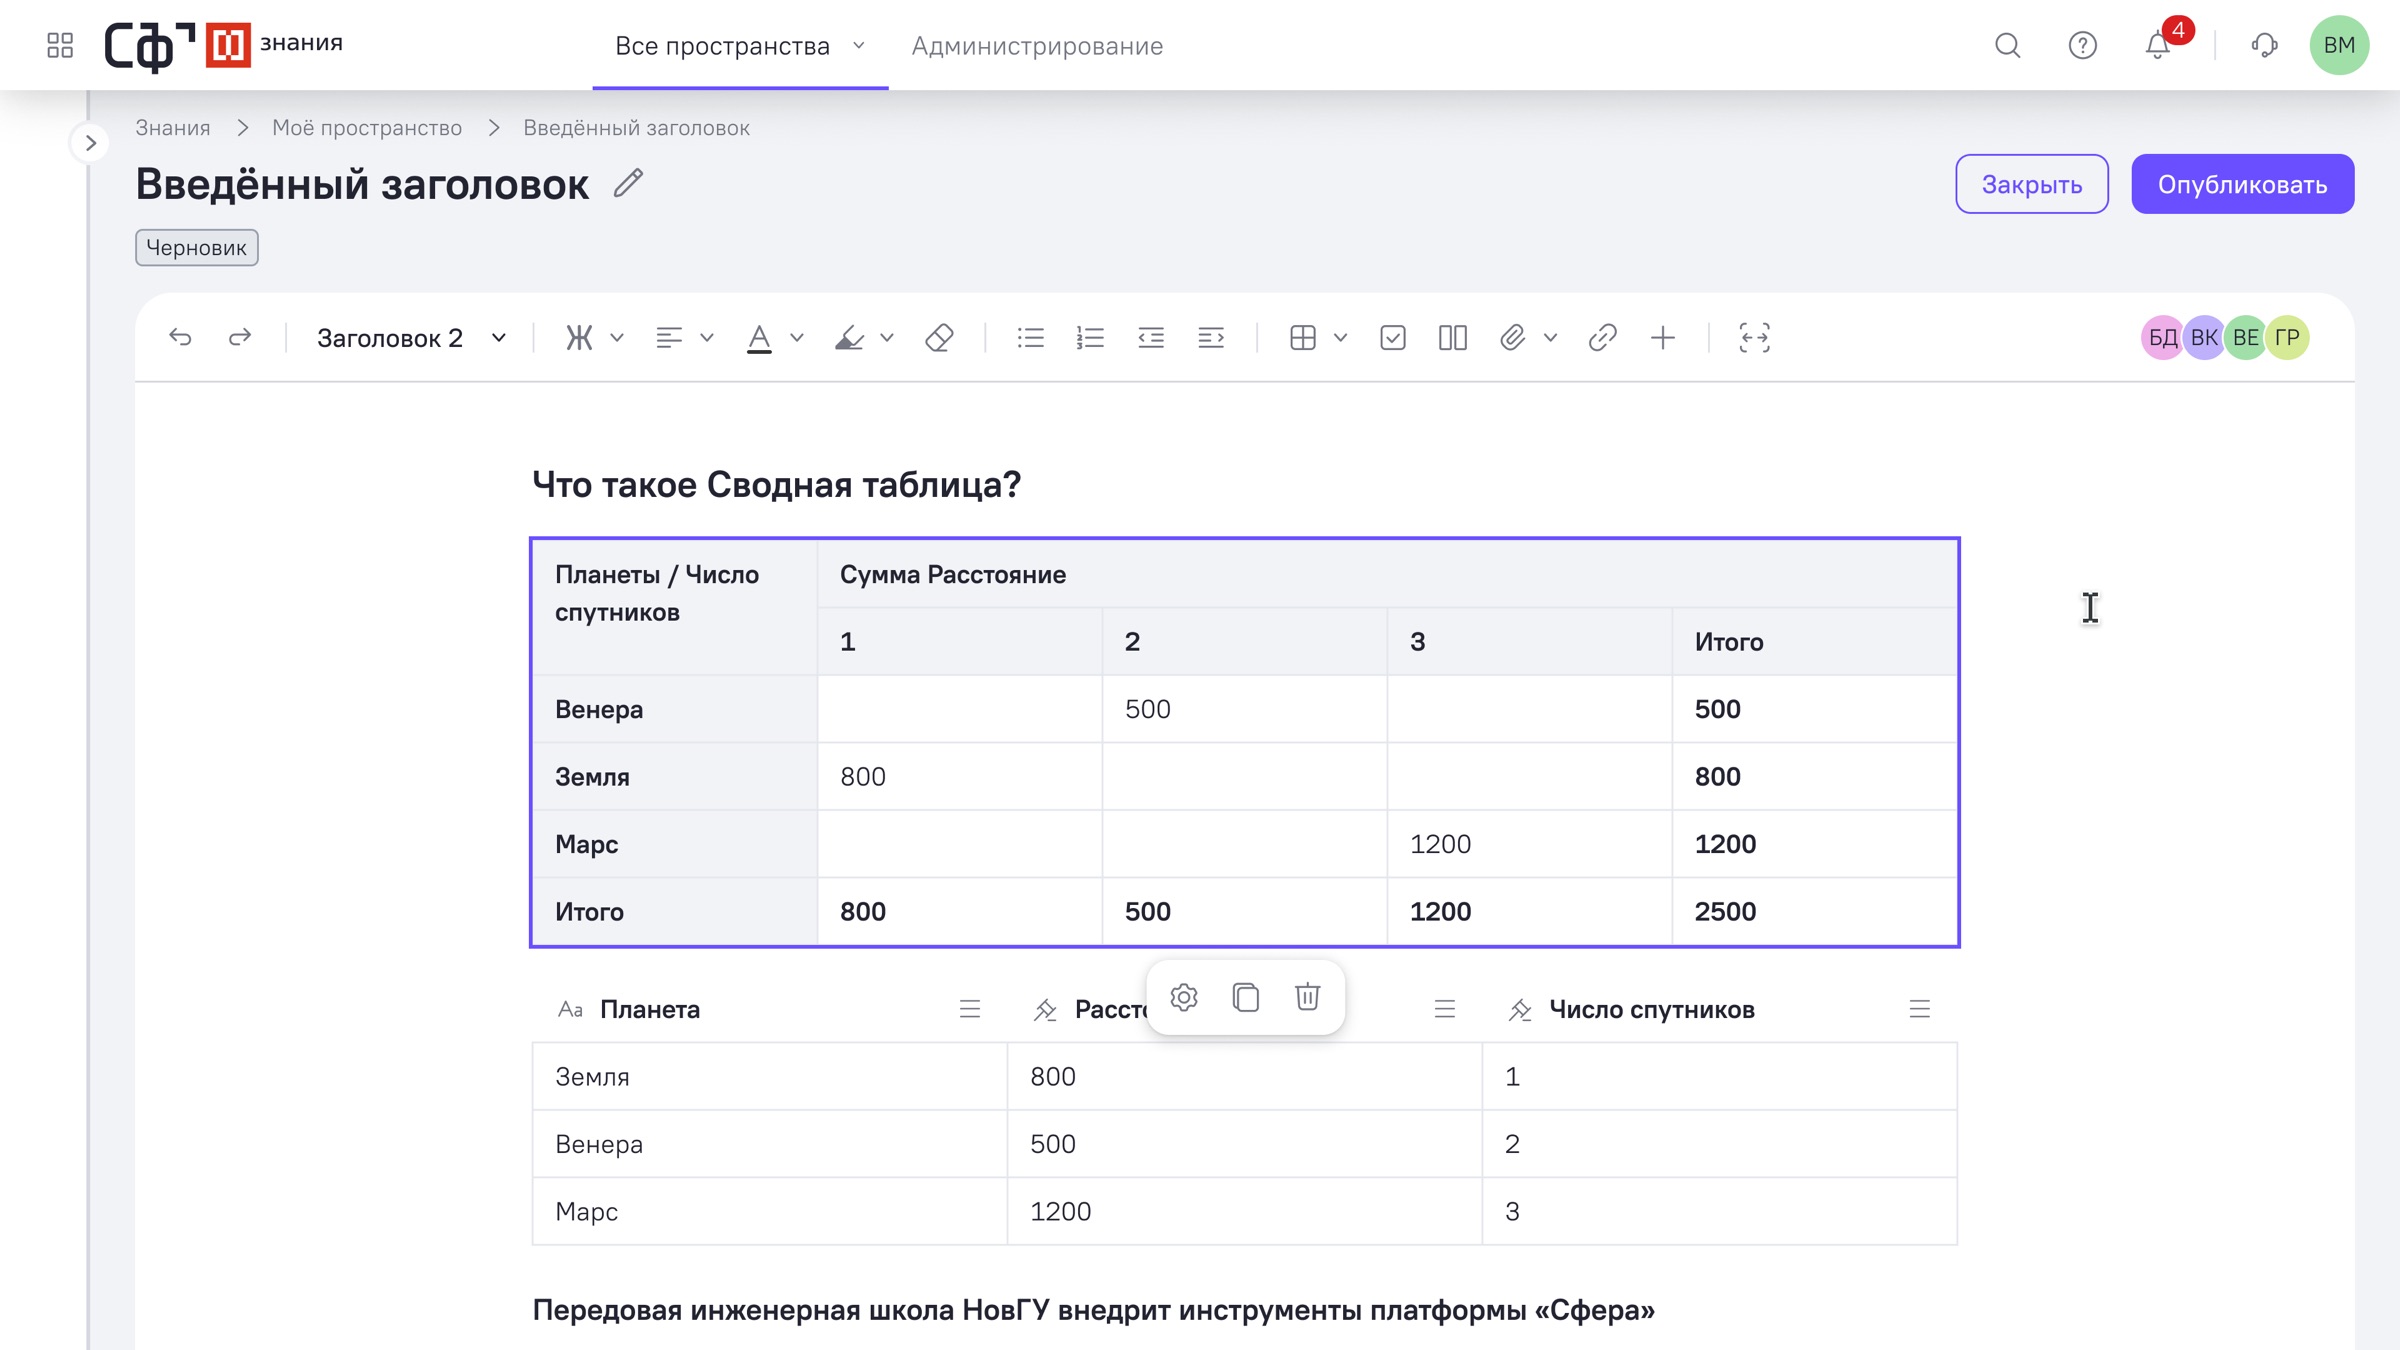 Сф
знания
Все пространства
Администрирование
4
ВМ
Знания
Моё пространство
Введённый заголовок
Введённый заголовок
Закрыть
Опубликовать
Черновик
Заголовок 2
Ж
A
БД
ВК
ВЕ
ГР
Что такое Сводная таблица?
Планеты / Число
спутников
Сумма Расстояние
1
2
3
Итого
Венера
500
500
Земля
800
800
Марс
1200
1200
Итого
800
500
1200
2500
Aa
Планета
Число спутников
Земля
800
1
Венера
500
2
Марс
1200
3
Передовая инженерная школа НовГУ внедрит инструменты платформы «Сфера»